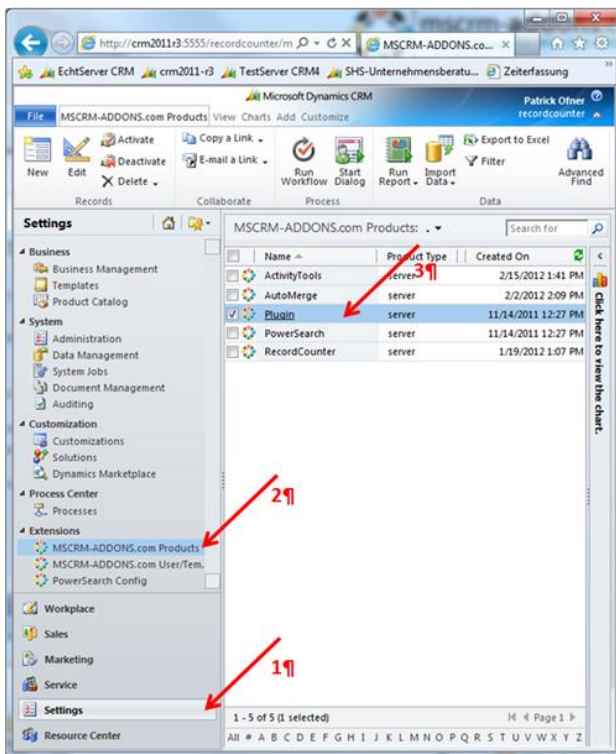 http://crm2011r3:5555/recordcounter/m
MSCRM-ADDONS.co...
EchtServer CRM crm2011-r3 TestServer CRM4 SHS-Unternehmensberatu... Zeiterfassung
Microsoft Dynamics CRM
Patrick Ofner
recordcounter
File MSCRM-ADDONS.com Products View Charts Add Customize
New
Edit
Activate
Deactivate
Delete
Records
Copy a Link
E-mail a Link
Collaborate
Run Workflow
Start Dialog
Process
Run Report
Import Data
Export to Excel
Filter
Advanced Find
Data
Settings
MSCRM-ADDONS.com Products: .
Search for
Business
Business Management
Templates
Product Catalog
System
Administration
Data Management
System Jobs
Document Management
Auditing
Customization
Customizations
Solutions
Dynamics Marketplace
Process Center
Processes
Extensions
MSCRM-ADDONS.com Products
MSCRM-ADDONS.com User/Tem.
PowerSearch Config
Workplace
Sales
Marketing
Service
Settings
Resource Center
Name Product Type Created On
ActivityTools server 2/15/2012 1:41 PM
AutoMerge server 2/2/2012 2:09 PM
Plugin server 11/14/2011 12:27 PM
PowerSearch server 11/14/2011 12:27 PM
RecordCounter server 1/19/2012 1:07 PM
3¶
2¶
1¶
Click here to view the chart.
1 - 5 of 5 (1 selected) Page 1
All # A B C D E F G H I J K L M N O P Q R S T U V W X Y Z